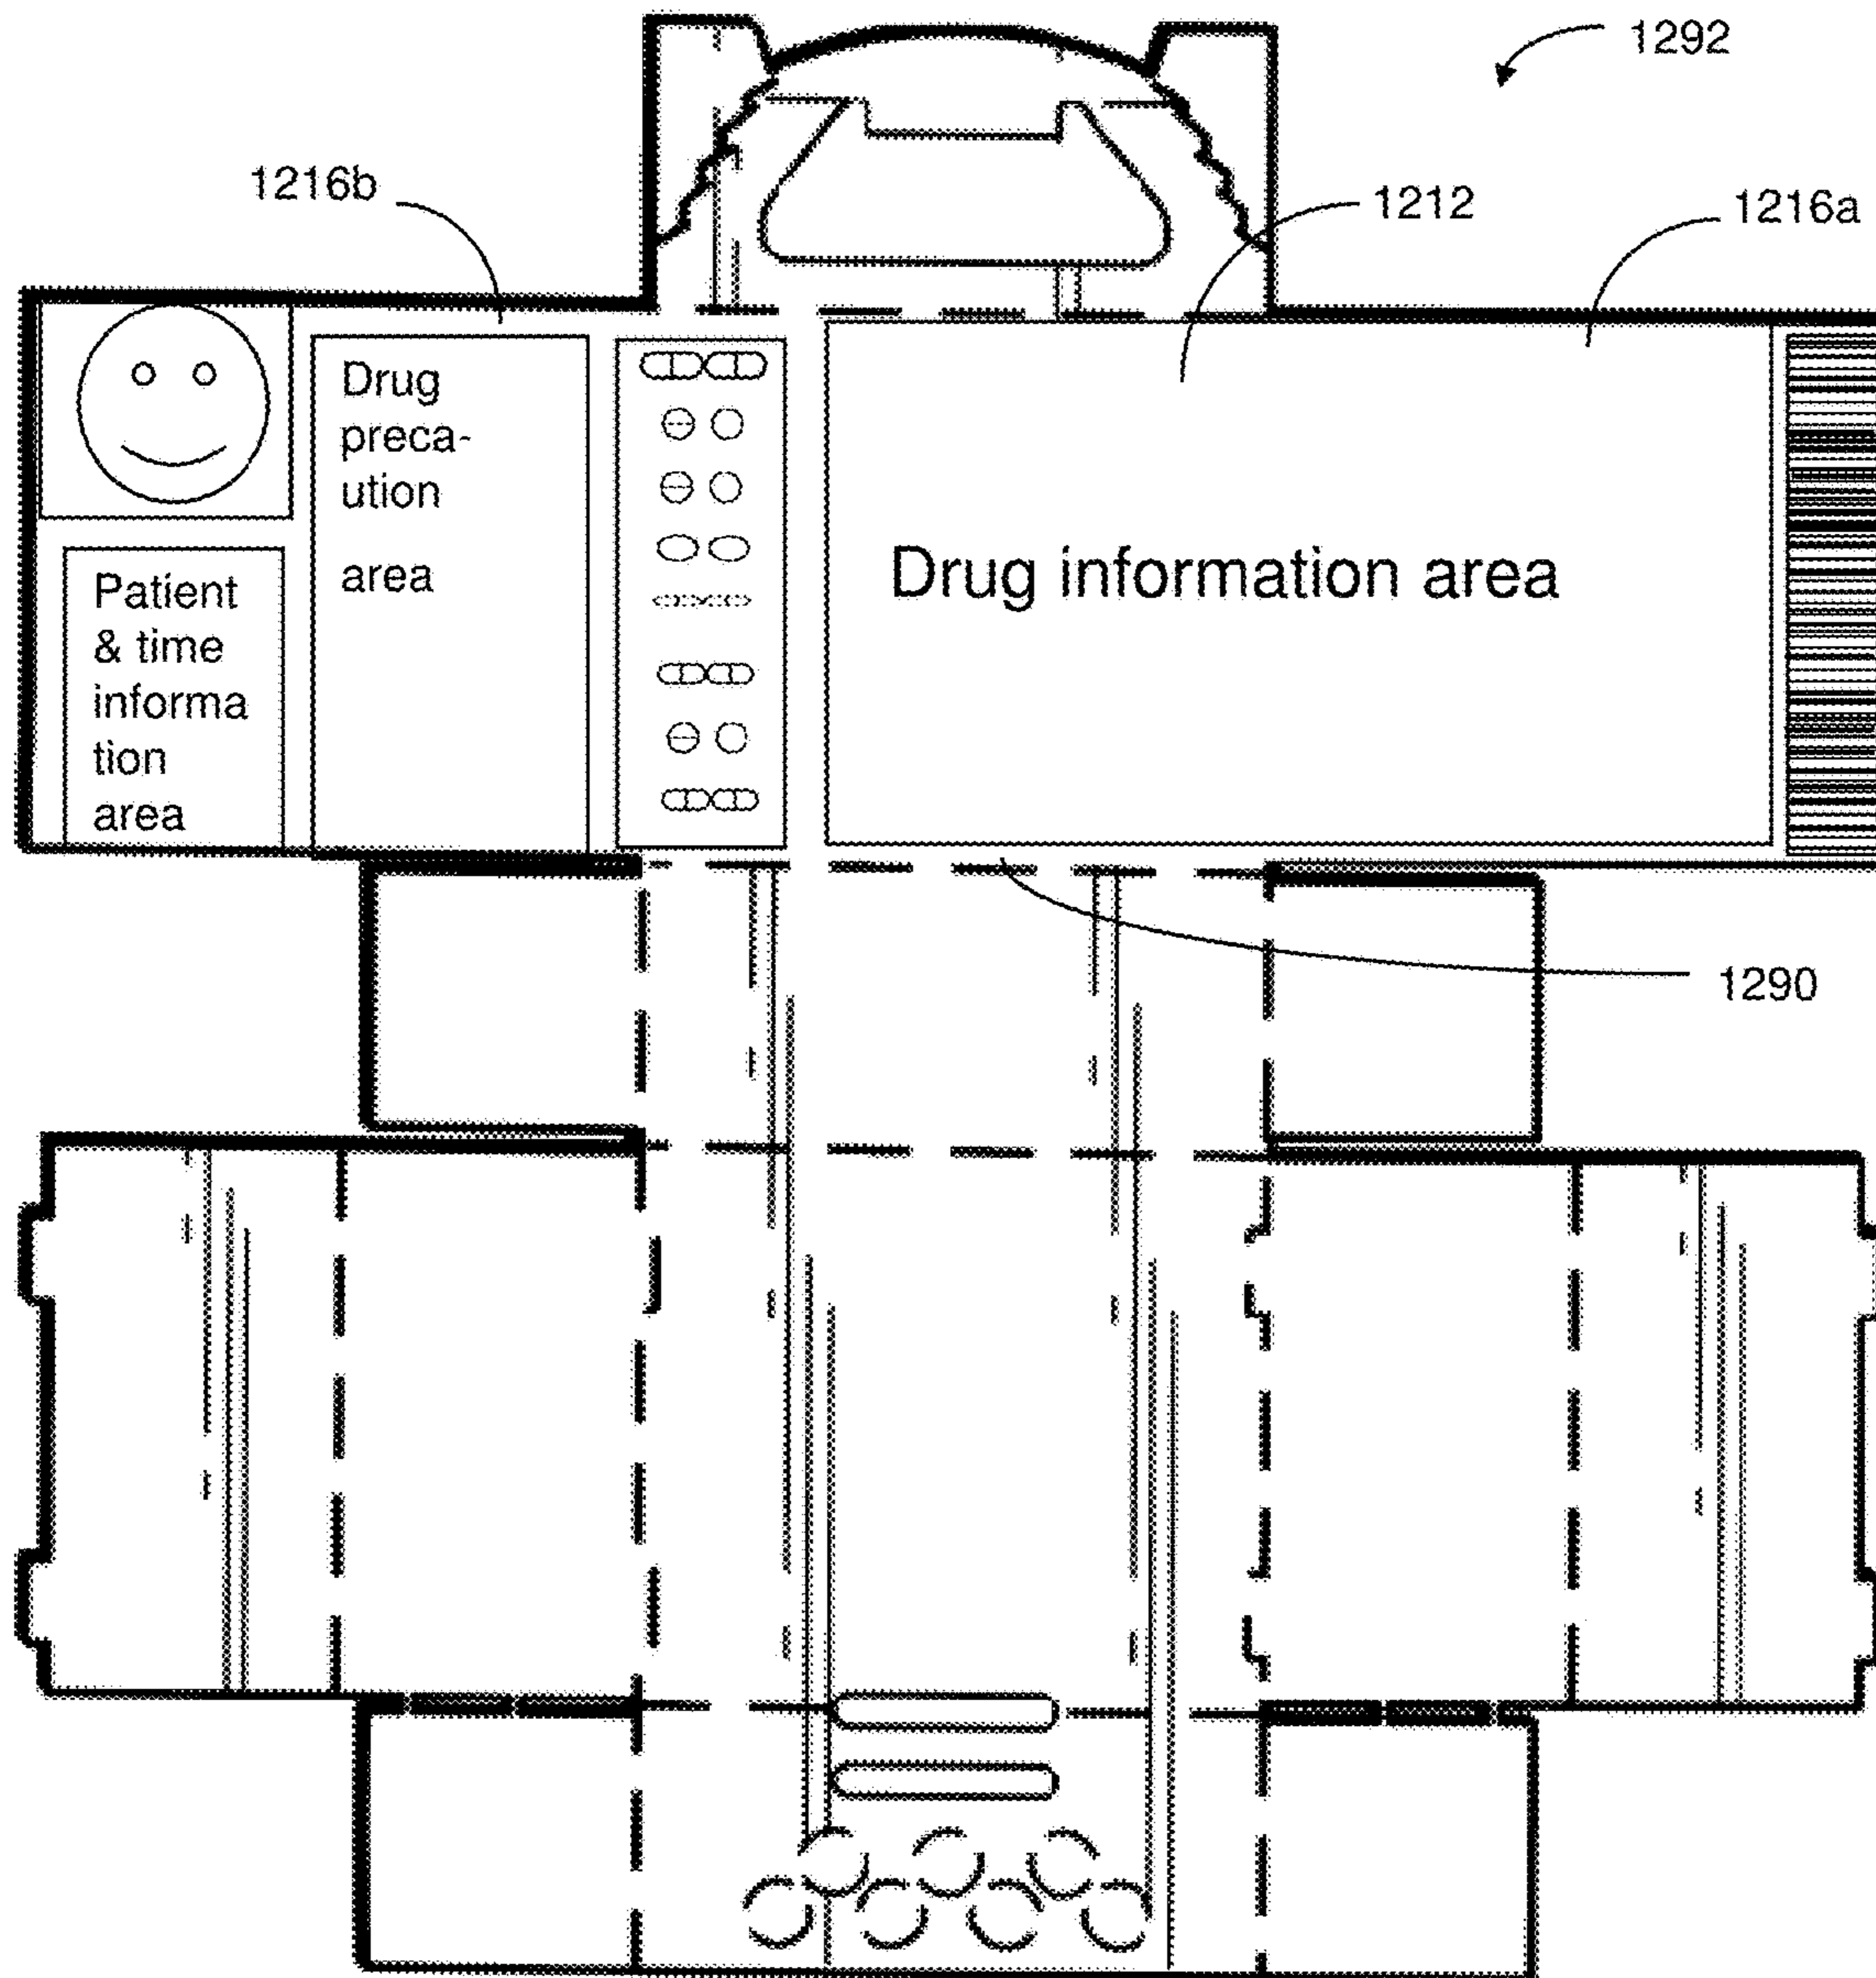 1292
1216b
1212
1216a
Drug
preca-
ution
area
Drug information area
Patient
& time
informa
tion
area
1290